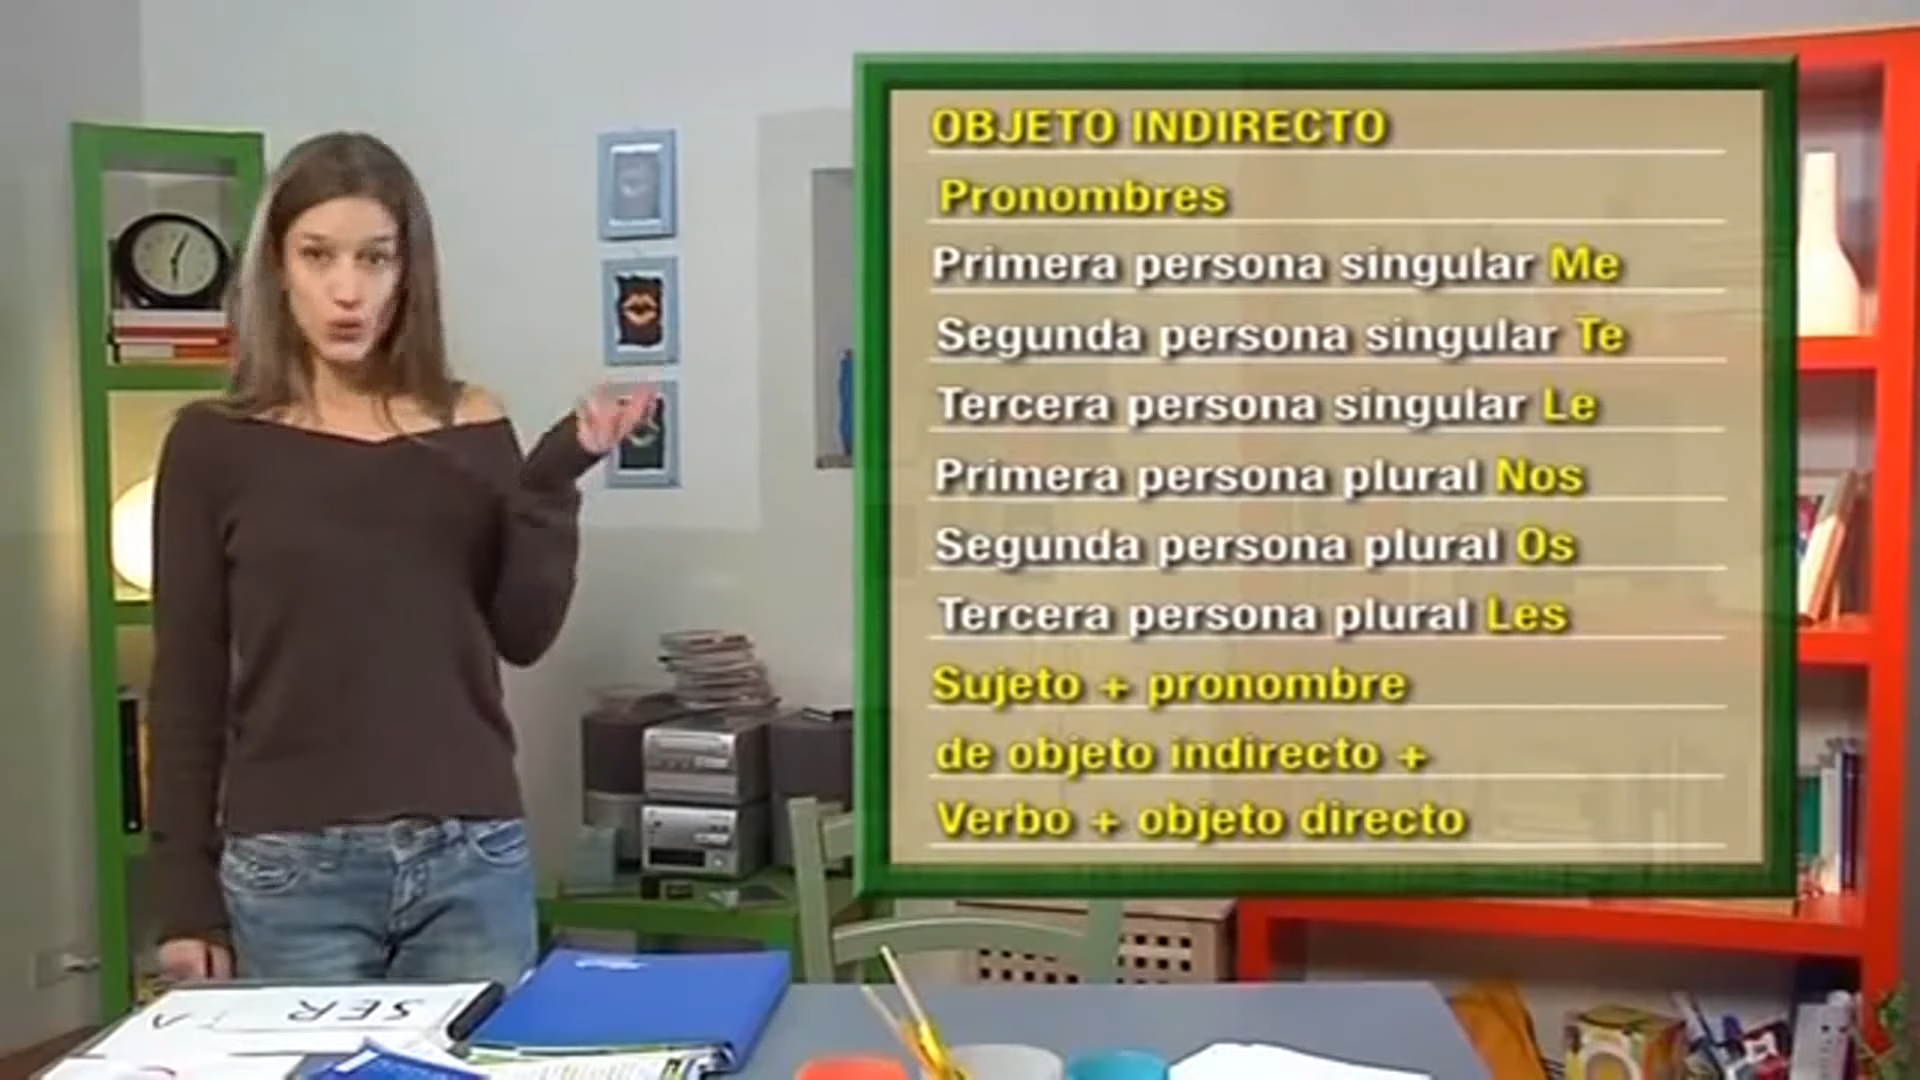 OBJETO INDIRECTO
Pronombres
Primera persona singular Me
Segunda persona singular Te
Tercera persona singular Le
Primera persona plural Nos
Segunda persona plural Os
Tercera persona plural Les
Sujeto + pronombre
de objeto indirecto +
Verbo + objeto directo
SER